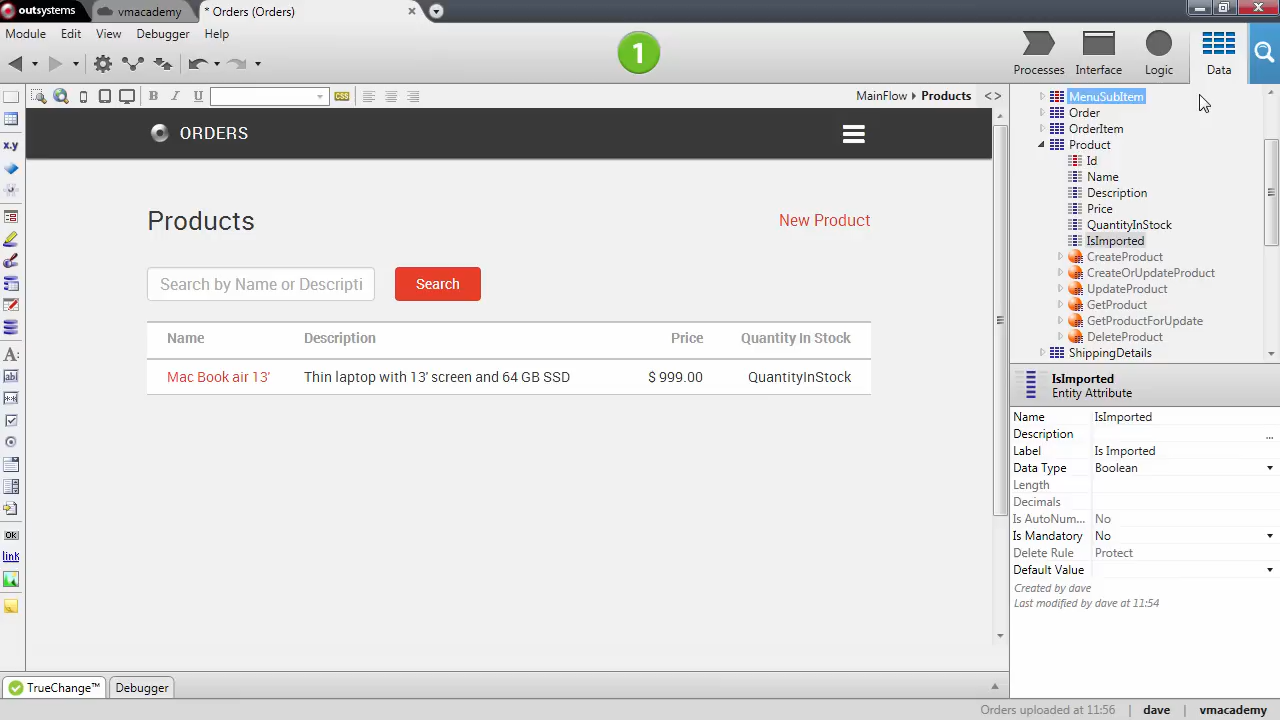 outsystems vmacademy * Orders (Orders)
Module Edit View Debugger Help
1
Processes Interface Logic Data
B I U CSS MainFlow Products <>
ORDERS
Products
New Product
Search by Name or Descripti
Search
Name Description Price Quantity In Stock
Mac Book air 13' Thin laptop with 13' screen and 64 GB SSD $ 999.00 QuantityInStock
x.y
OK
link
MenuSubItem
Order
OrderItem
Product
Id
Name
Description
Price
QuantityInStock
IsImported
CreateProduct
CreateOrUpdateProduct
UpdateProduct
GetProduct
GetProductForUpdate
DeleteProduct
ShippingDetails
IsImported
Entity Attribute
Name IsImported
Description ...
Label Is Imported
Data Type Boolean
Length
Decimals
Is AutoNum... No
Is Mandatory No
Delete Rule Protect
Default Value
Created by dave
Last modified by dave at 11:54
TrueChange™ Debugger
Orders uploaded at 11:56 dave vmacademy